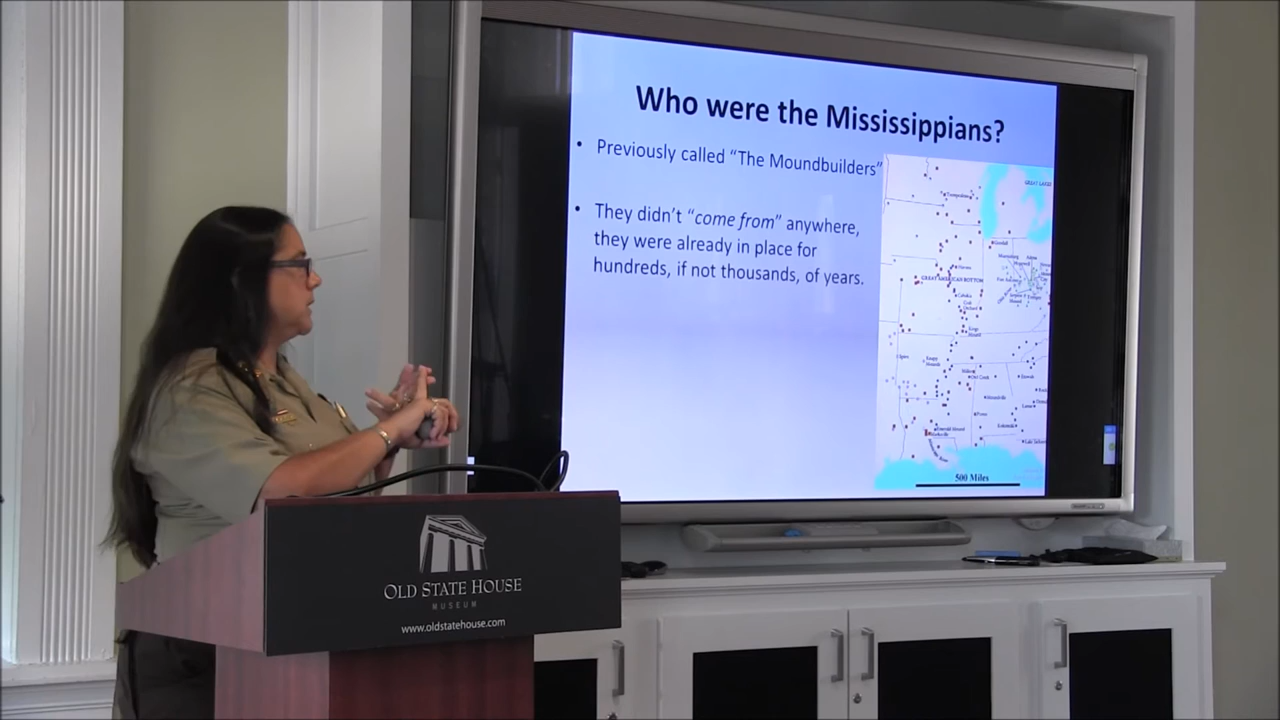 Who were the Mississippians?
• Previously called “The Moundbuilders”
• They didn’t “come from” anywhere,
they were already in place for
hundreds, if not thousands, of years.
GREAT LAKES
GREAT AMERICAN BOTTOM
500 Miles
OLD STATE HOUSE
MUSEUM
www.oldstatehouse.com